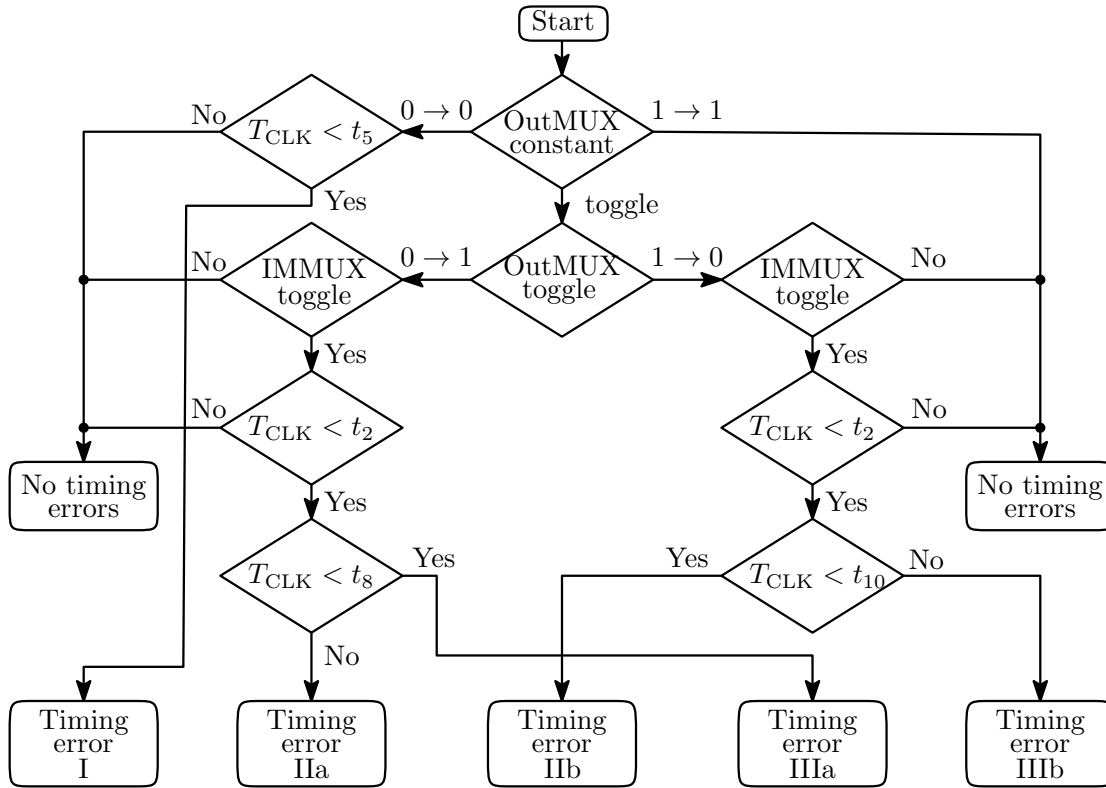 Start
No
T_CLK < t_5
0 → 0
OutMUX
constant
1 → 1
Yes
toggle
No
IMMUX
toggle
0 → 1
OutMUX
toggle
1 → 0
IMMUX
toggle
No
Yes
Yes
No
T_CLK < t_2
T_CLK < t_2
No
No timing
errors
Yes
Yes
No timing
errors
T_CLK < t_8
Yes
Yes
T_CLK < t_10
No
No
Timing
error
I
Timing
error
IIa
Timing
error
IIb
Timing
error
IIIa
Timing
error
IIIb